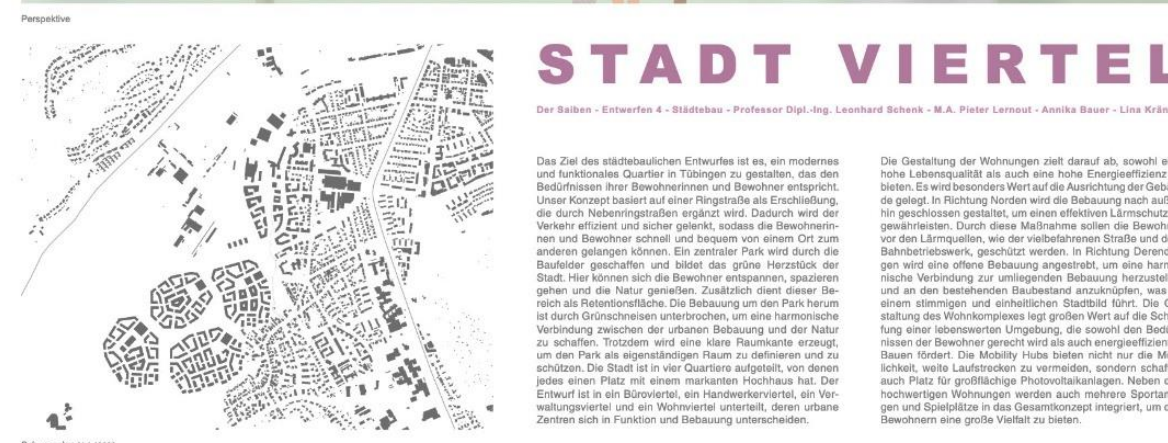 Perspektive
STADT VIERTEL
Der Saiben - Entwerfen 4 - Städtebau - Professor Dipl.-Ing. Leonhard Schenk - M.A. Pieter Lernout - Annika Bauer - Lina
Das Ziel des städtebaulichen Entwurfes ist es, ein modernes
und funktionales Quartier in Tübingen zu gestalten, das den
Bedürfnissen ihrer Bewohnerinnen und Bewohner entspricht.
Unser Konzept basiert auf einer Ringstraße als Erschließung,
die durch Nebenringstraßen ergänzt wird. Dadurch wird der
Verkehr effizient und sicher gelenkt, sodass die Bewohnerin-
nen und Bewohner schnell und bequem von einem Ort zum
anderen gelangen können. Ein zentraler Park wird durch die
Baufelder geschaffen und bildet das grüne Herzstück der
Stadt. Hier können sich die Bewohner entspannen, spazieren
gehen und die Natur genießen. Zusätzlich dient dieser Be-
reich als Retentionsfläche. Die Bebauung um den Park herum
ist durch Grünschneisen unterbrochen, um eine harmonische
Verbindung zwischen der urbanen Bebauung und der Natur
zu schaffen. Trotzdem wird eine klare Raumkante erzeugt,
um den Park als eigenständigen Raum zu definieren und zu
schützen. Die Stadt ist in vier Quartiere aufgeteilt, von denen
jedes einen Platz mit einem markanten Hochhaus hat. Der
Entwurf ist in ein Büroviertel, ein Handwerkerviertel, ein Ver-
waltungsviertel und ein Wohnviertel unterteilt, deren urbane
Zentren sich in Funktion und Bebauung unterscheiden.
Die Gestaltung der Wohnungen zielt darauf ab, sowohl e
hohe Lebensqualität als auch eine hohe Energieeffizienz
bieten. Es wird besonders Wert auf die Ausrichtung der Geb
de gelegt. In Richtung Norden wird die Bebauung nach auß
hin geschlossen gestaltet, um einen effektiven Lärmschutz
gewährleisten. Durch diese Maßnahme sollen die Bewohn
vor den Lärmquellen, wie der vielbefahrenen Straße und d
Bahnbetriebswerk, geschützt werden. In Richtung Derend
gen wird eine offene Bebauung angestrebt, um eine harm
nische Verbindung zur umliegenden Bebauung herzustel
und an den bestehenden Baubestand anzuknüpfen, was
einem stimmigen und einheitlichen Stadtbild führt. Die G
staltung des Wohnkomplexes legt großen Wert auf die Sch
fung einer lebenswerten Umgebung, die sowohl den Bedü
nissen der Bewohner gerecht wird als auch energieeffizient
Bauen fördert. Die Mobility Hubs bieten nicht nur die M
lichkeit, weite Laufstrecken zu vermeiden, sondern schaf
auch Platz für großflächige Photovoltaikanlagen. Neben d
hochwertigen Wohnungen werden auch mehrere Sportan
gen und Spielplätze in das Gesamtkonzept integriert, um d
Bewohnern eine große Vielfalt zu bieten.